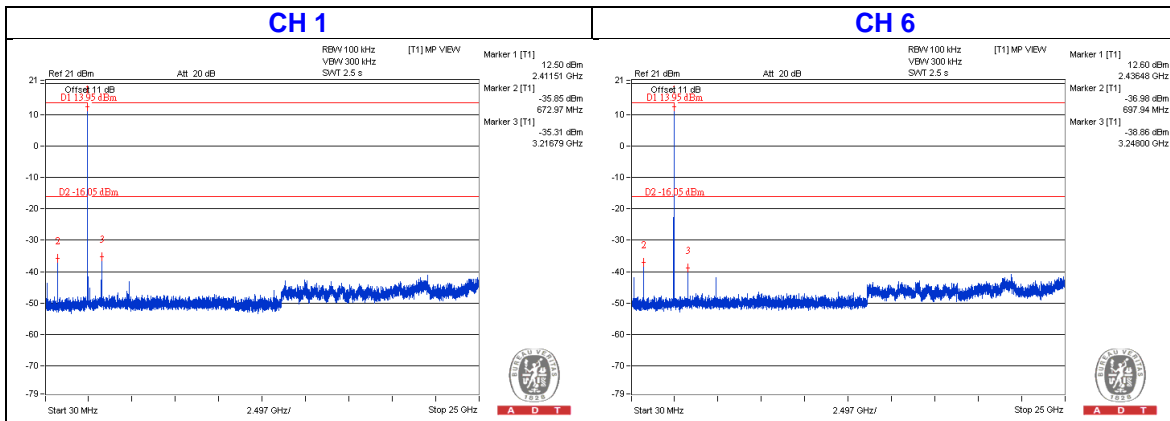 CH 1
RBW 100 kHz [T1] MP VIEW
VBW 300 kHz
Ref 21 dBm Att 20 dB SWT 2.5 s
Marker 1 [T1]
12.50 dBm
2.41151 GHz
Marker 2 [T1]
-35.85 dBm
672.97 MHz
Marker 3 [T1]
-35.31 dBm
3.21679 GHz
21
Offset 11 dB
D1 13.95 dBm
10
0
D2 -16.05 dBm
-10
-20
-30
2
3
-40
-50
-60
-70
-79
Start 30 MHz 2.497 GHz/ Stop 25 GHz
BUREAU VERITAS
1828
A D T
CH 6
RBW 100 kHz [T1] MP VIEW
VBW 300 kHz
Ref 21 dBm Att 20 dB SWT 2.5 s
Marker 1 [T1]
12.60 dBm
2.43648 GHz
Marker 2 [T1]
-36.98 dBm
697.94 MHz
Marker 3 [T1]
-38.86 dBm
3.24800 GHz
21
Offset 11 dB
D1 13.95 dBm
10
0
-10
D2 -16.05 dBm
-20
-30
2
3
-40
-50
-60
-70
-79
Start 30 MHz 2.497 GHz/ Stop 25 GHz
BUREAU VERITAS
1828
A D T